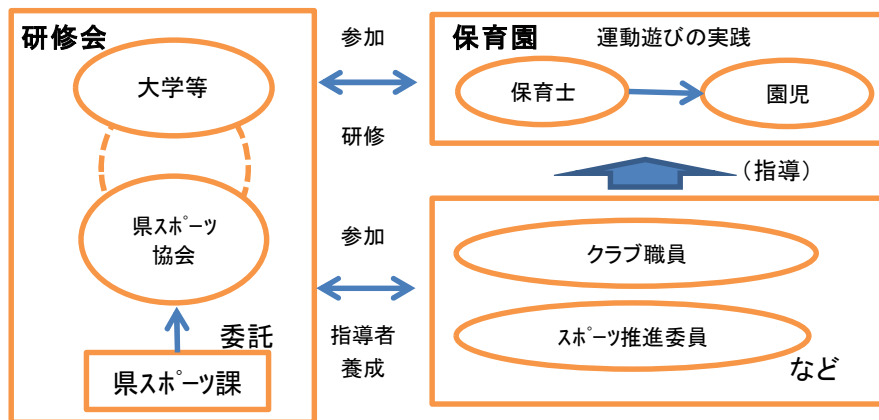 研修会
大学等
県ｽﾎﾟｰﾂ
協会
委託
県ｽﾎﾟｰﾂ課
参加
研修
参加
指導者
養成
保育園
運動遊びの実践
保育士
園児
（指導）
クラブ職員
ｽﾎﾟｰﾂ推進委員
など